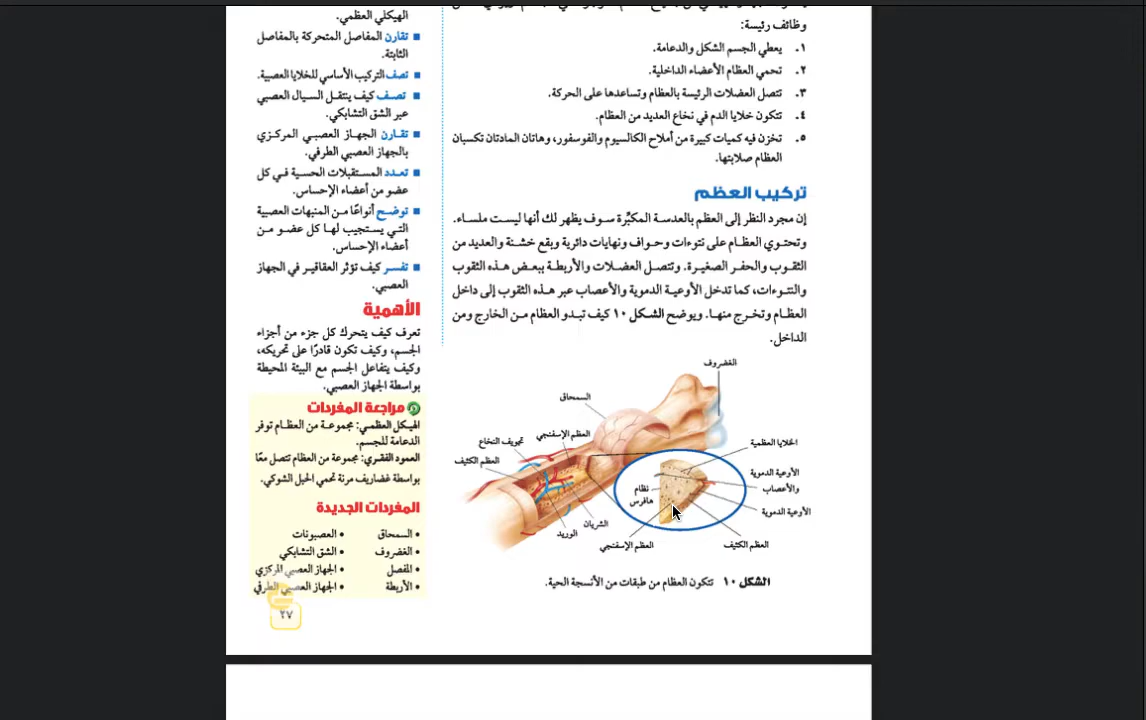 وظائف رئيسة:
١. يعطي الجسم الشكل والدعامة.
٢. تحمي العظام الأعضاء الداخلية.
٣. تتصل العضلات الرئيسة بالعظام وتساعدها على الحركة.
٤. تتكون خلايا الدم في نخاع العديد من العظام.
٥. تخزن فيه كميات كبيرة من أملاح الكالسيوم والفوسفور، وهاتان المادتان تكسبان
العظام صلابتها.
تركيب العظم
إن مجرد النظر إلى العظم بالعدسة المكبّرة سوف يظهر لك أنها ليست ملساء.
وتحتوي العظام على نتوءات وحواف ونهايات دائرية وبقع خشنة والعديد من
الثقوب والحفر الصغيرة. وتتصل العضلات والأربطة ببعض هذه الثقوب
والنتوءات، كما تدخل الأوعية الدموية والأعصاب عبر هذه الثقوب إلى داخل
العظام وتخرج منها. ويوضح الشكل ١٠ كيف تبدو العظام من الخارج ومن
الداخل.
الغضروف
السمحاق
العظم الإسفنجي
تجويف النخاع
العظم الكثيف
الخلايا العظمية
الأوعية الدموية
والأعصاب
نظام
هافرس
الأوعية الدموية
الشريان
الوريد
العظم الإسفنجي
العظم الكثيف
الشكل ١٠ تتكون العظام من طبقات من الأنسجة الحية.
الهيكلي العظمي.
تقارن المفاصل المتحركة بالمفاصل
الثابتة.
تصف التركيب الأساسي للخلايا العصبية.
تصف كيف ينتقل السيال العصبي
عبر الشق التشابكي.
تقارن الجهاز العصبي المركزي
بالجهاز العصبي الطرفي.
تعدد المستقبلات الحسية في كل
عضو من أعضاء الإحساس.
توضح أنواعًا من المنبهات العصبية
التي يستجيب لها كل عضو من
أعضاء الإحساس.
تفسر كيف تؤثر العقاقير في الجهاز
العصبي.
الأهمية
تعرف كيف يتحرك كل جزء من أجزاء
الجسم، وكيف تكون قادرًا على تحريكه،
وكيف يتفاعل الجسم مع البيئة المحيطة
بواسطة الجهاز العصبي.
مراجعة المفردات
الهيكل العظمي: مجموعة من العظام توفر
الدعامة للجسم.
العمود الفقري: مجموعة من العظام تتصل معًا
بواسطة غضاريف مرنة تحمي الحبل الشوكي.
المفردات الجديدة
• السمحاق • العصبونات
• الغضروف • الشق التشابكي
• المفصل • الجهاز العصبي المركزي
• الأربطة • الجهاز العصبي الطرفي
٢٧